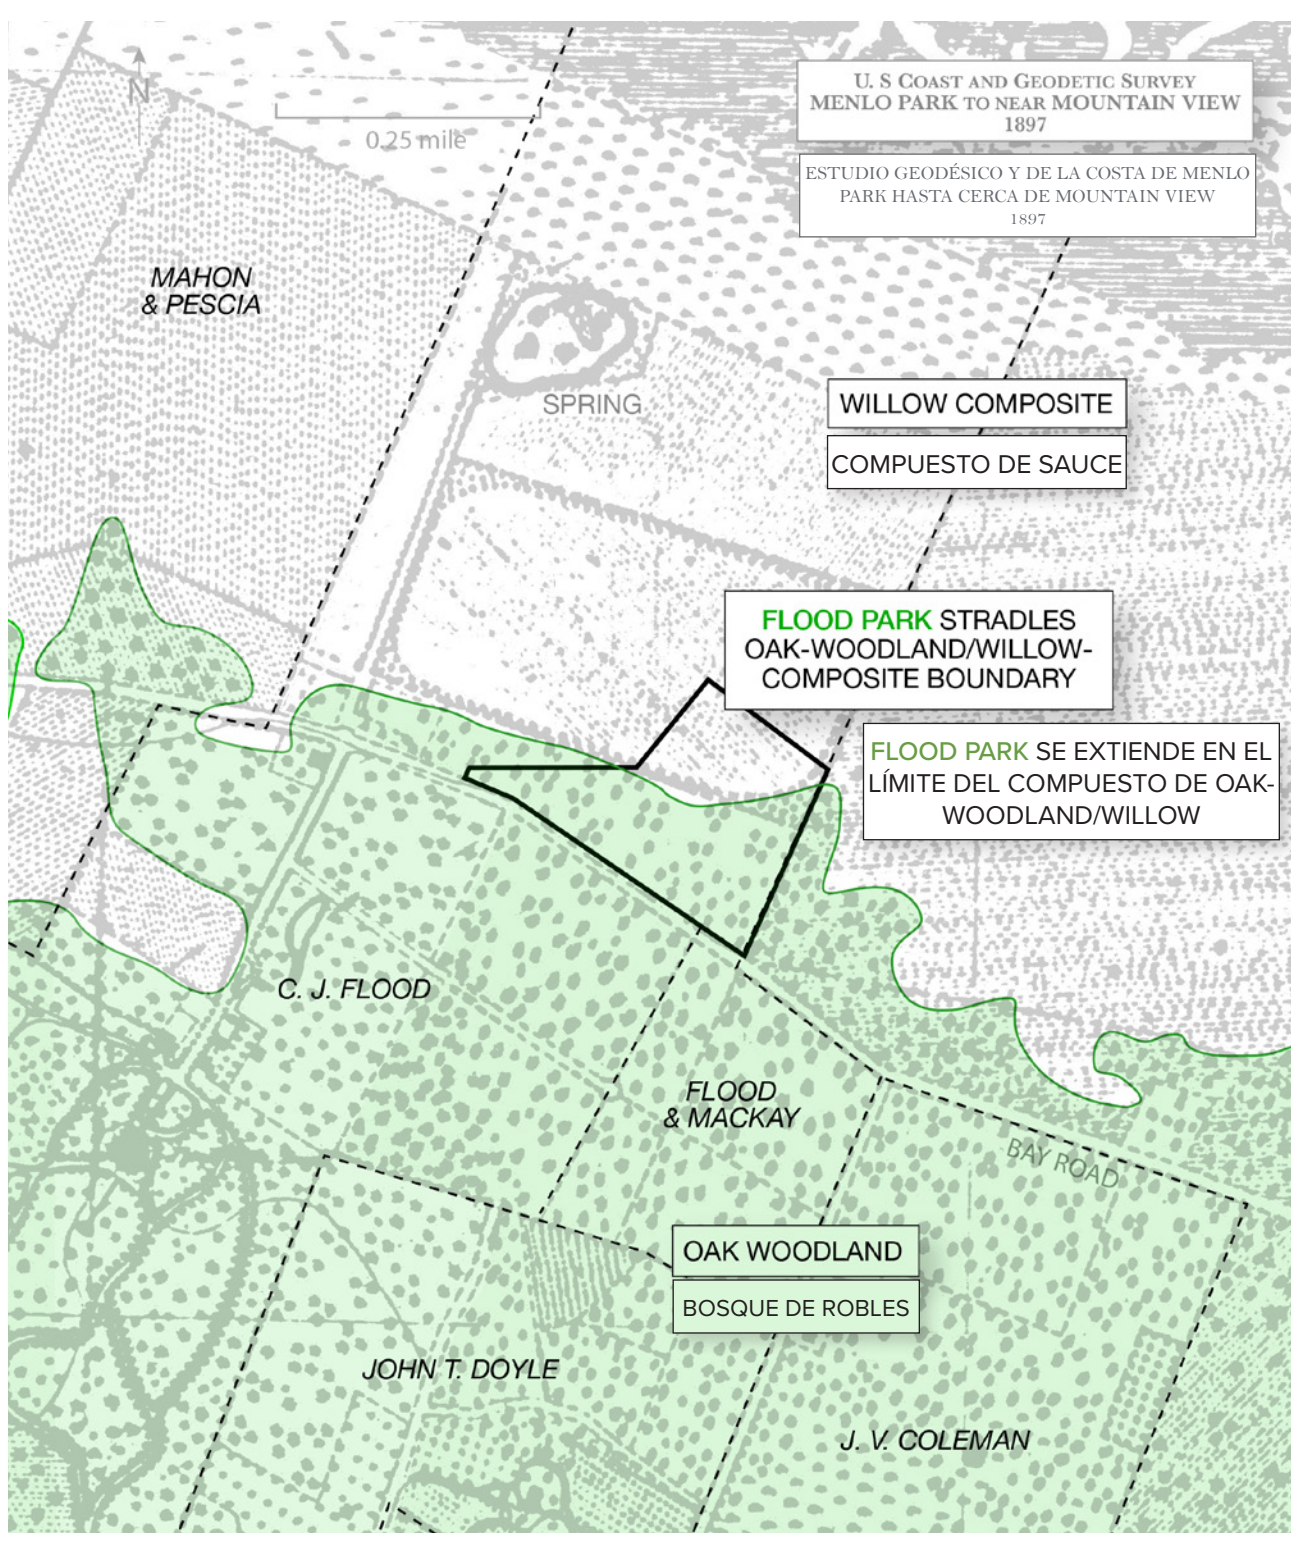 U. S COAST AND GEODETIC SURVEY
MENLO PARK TO NEAR MOUNTAIN VIEW
1897
N
0.25 mile
ESTUDIO GEODÉSICO Y DE LA COSTA DE MENLO
PARK HASTA CERCA DE MOUNTAIN VIEW
1897
MAHON
& PESCIA
SPRING
WILLOW COMPOSITE
COMPUESTO DE SAUCE
FLOOD PARK STRADLES
OAK-WOODLAND/WILLOW-
COMPOSITE BOUNDARY
FLOOD PARK SE EXTIENDE EN EL
LÍMITE DEL COMPUESTO DE OAK-
WOODLAND/WILLOW
C. J. FLOOD
FLOOD
& MACKAY
BAY ROAD
OAK WOODLAND
BOSQUE DE ROBLES
JOHN T. DOYLE
J. V. COLEMAN